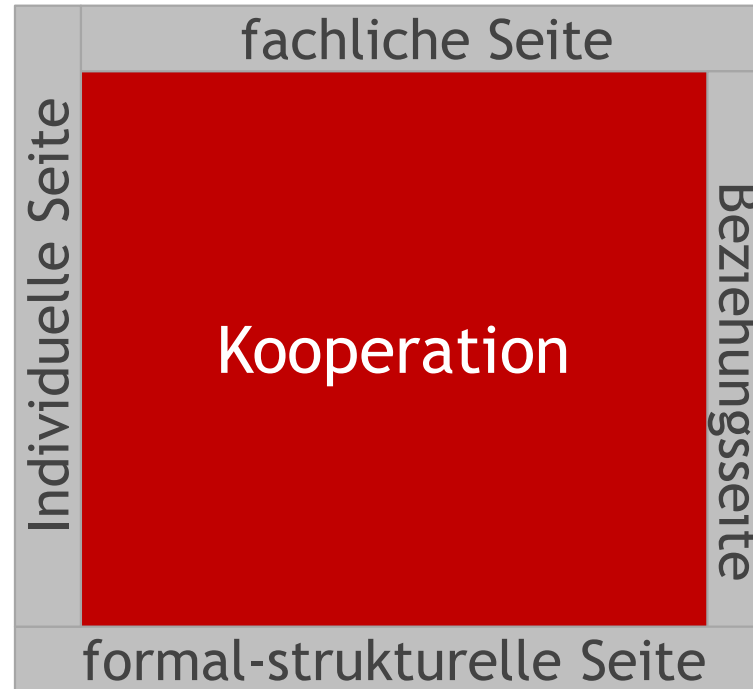 fachliche Seite
Individuelle Seite
Kooperation
Beziehungsseite
formal-strukturelle Seite